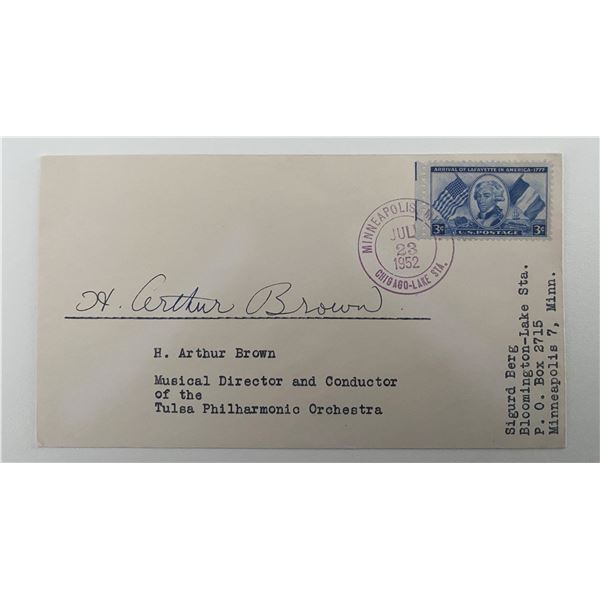 ARRIVAL OF LAFAYETTE IN AMERICA-1777
3¢ U.S. POSTAGE 3¢
MINNEAPOLIS, 
JUL
23
1952
CHICAGO-LAKE STA.
H. Arthur Brown
H. Arthur Brown
Musical Director and Conductor
of the
Tulsa Philharmonic Orchestra
Sigurd Berg
Bloomington-Lake Sta.
P. O. Box 2715
Minneapolis 7, Minn.